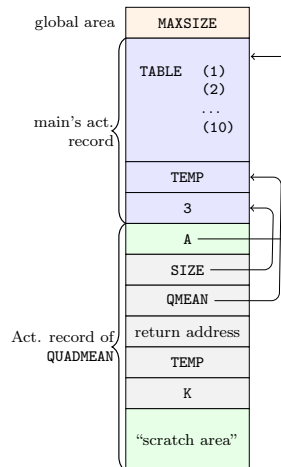 global area
MAXSIZE
main's act.
record
TABLE (1)
(2)
...
(10)
TEMP
3
Act. record of
QUADMEAN
A
SIZE
QMEAN
return address
TEMP
K
“scratch area”